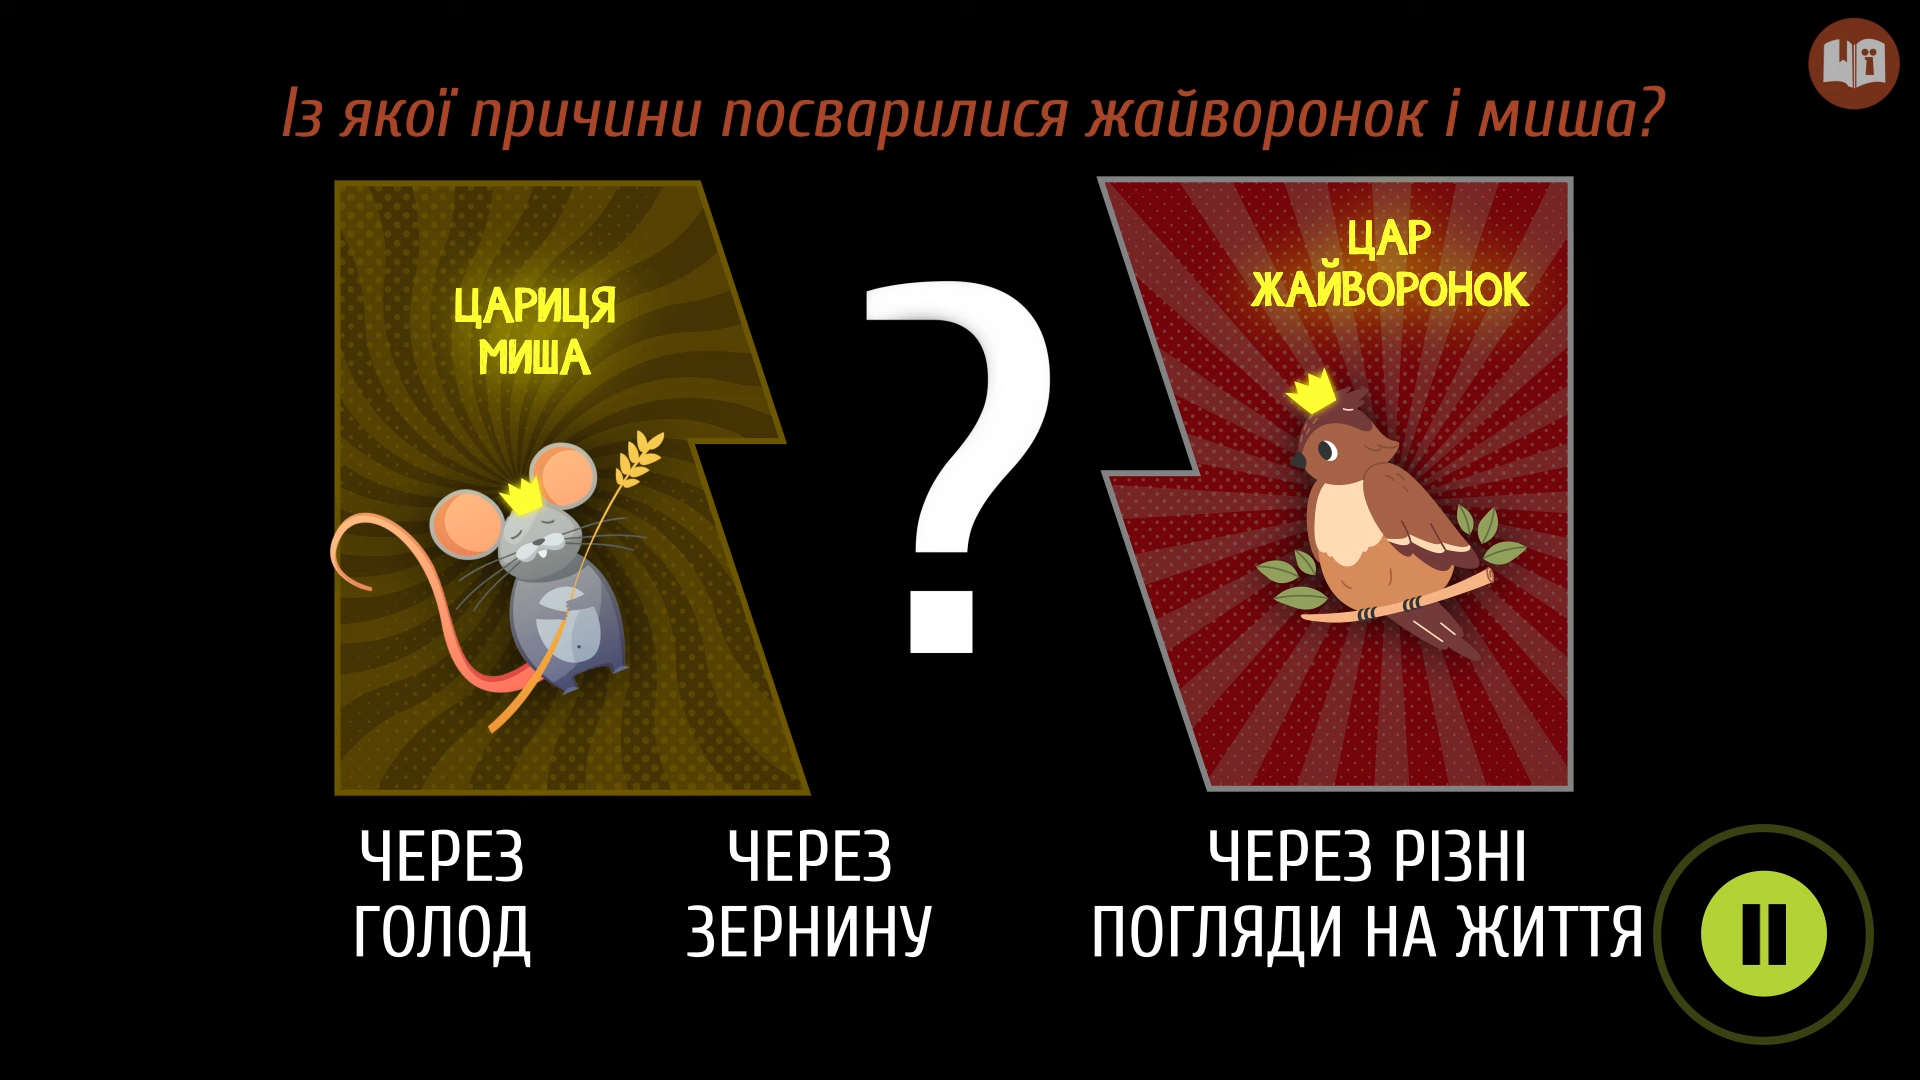 Із якої причини посварилися жайворонок і миша?
ЦАРИЦЯ
МИША
ЦАР
ЖАЙВОРОНОК
ЧЕРЕЗ
ГОЛОД
ЧЕРЕЗ
ЗЕРНИНУ
ЧЕРЕЗ РІЗНІ
ПОГЛЯДИ НА ЖИТТЯ